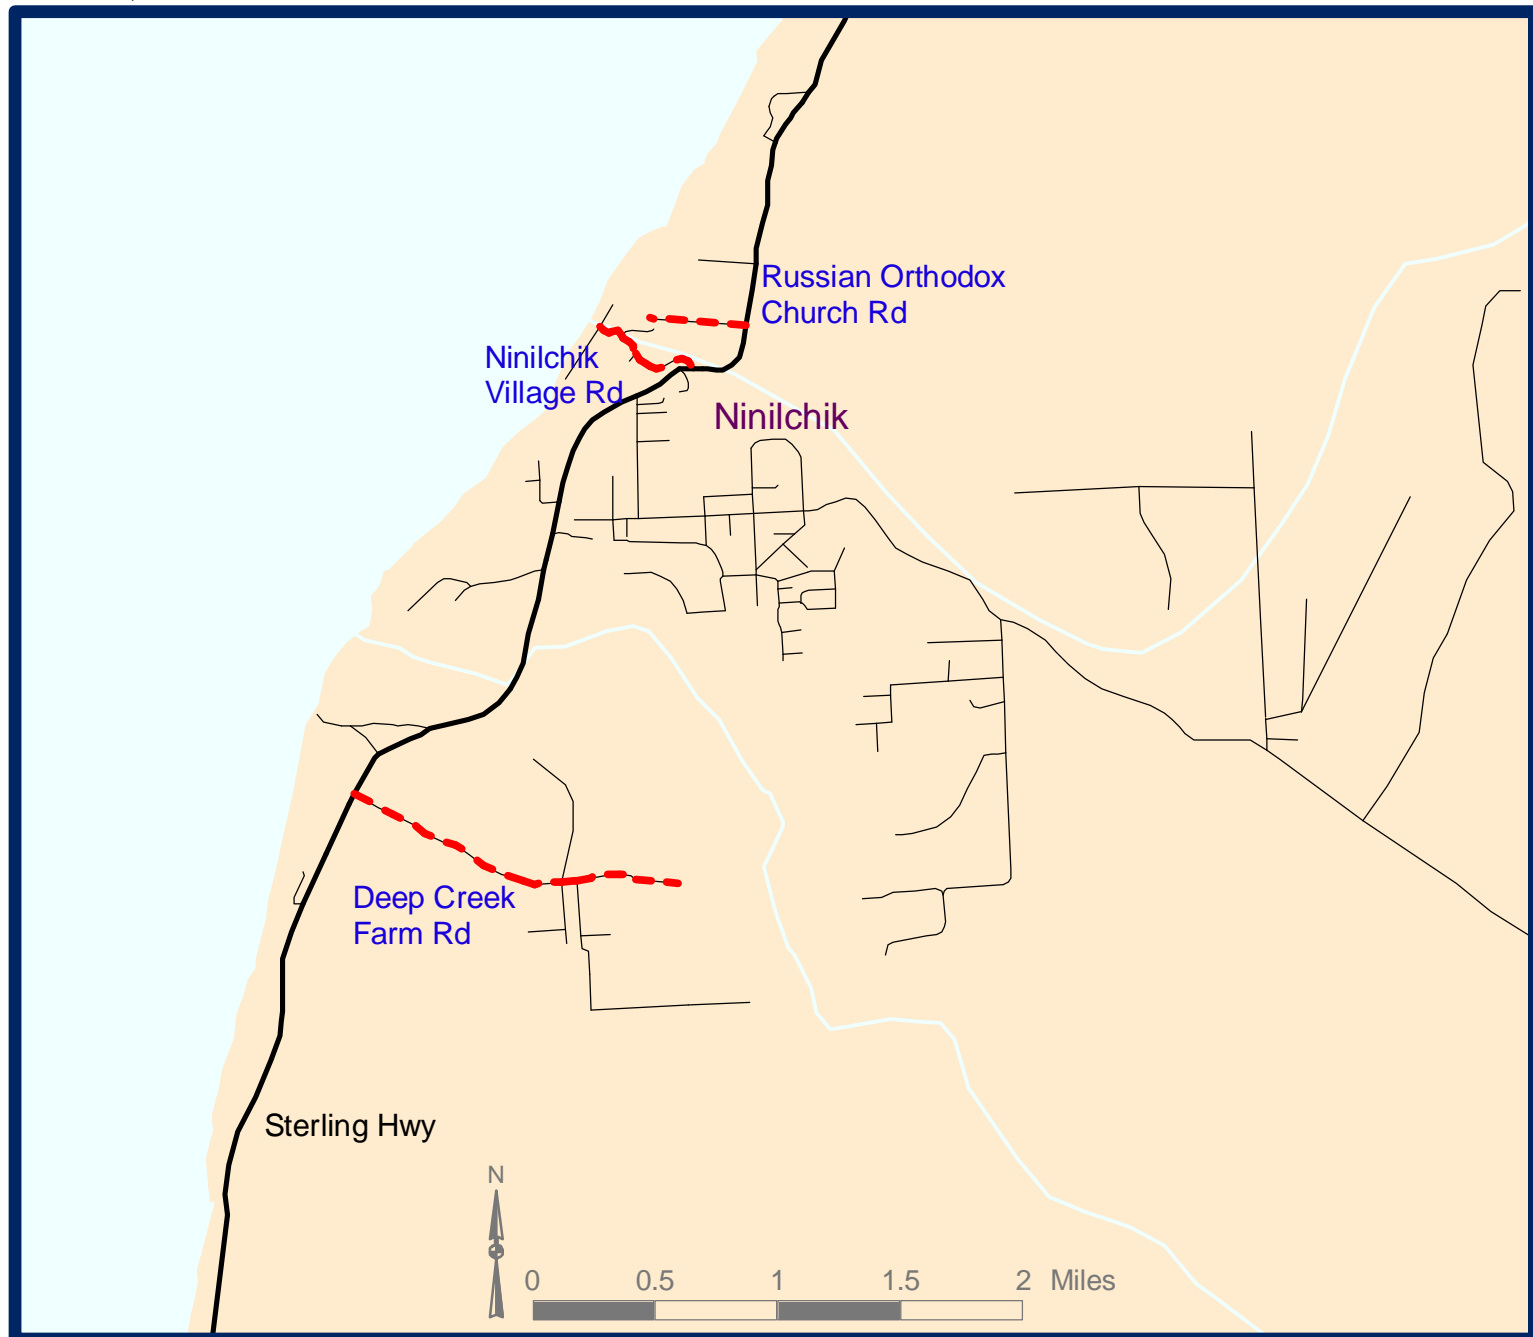 Russian Orthodox
Church Rd
Ninilchik
Village Rd
Ninilchik
Deep Creek
Farm Rd
Sterling Hwy
N
0 0.5 1 1.5 2 Miles